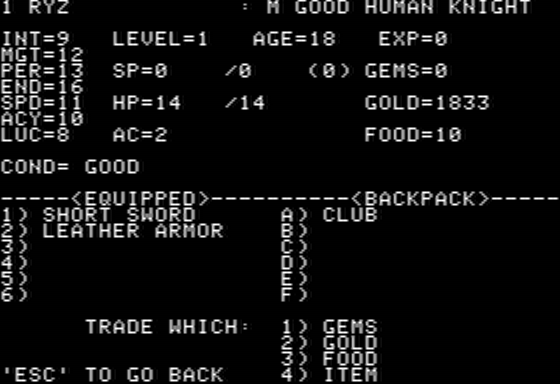 1 RYZ : M GOOD HUMAN KNIGHT
INT=9 LEVEL=1 AGE=18 EXP=0
MGT=12
PER=13 SP=0 /0 (0) GEMS=0
END=16
SPD=11 HP=14 /14 GOLD=1833
ACY=10
LUC=8 AC=2 FOOD=10
COND= GOOD
-----<EQUIPPED>----------<BACKPACK>-----
1) SHORT SWORD A) CLUB
2) LEATHER ARMOR B)
3) C)
4) D)
5) E)
6) F)
TRADE WHICH: 1) GEMS
2) GOLD
3) FOOD
'ESC' TO GO BACK 4) ITEM